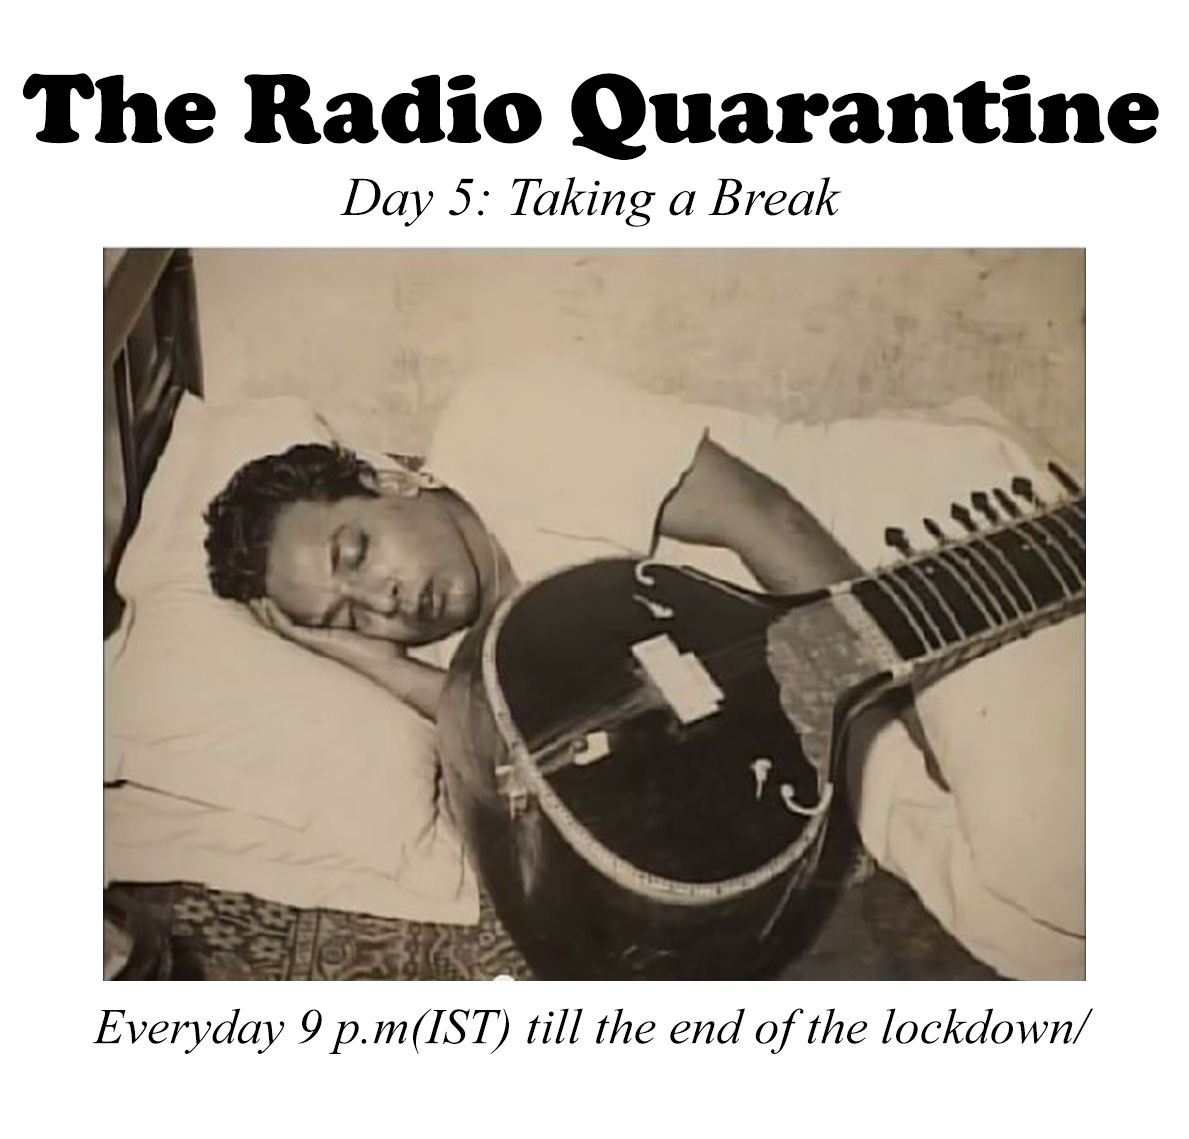 The Radio Quarantine
Day 5: Taking a Break
Everyday 9 p.m(IST) till the end of the lockdown/